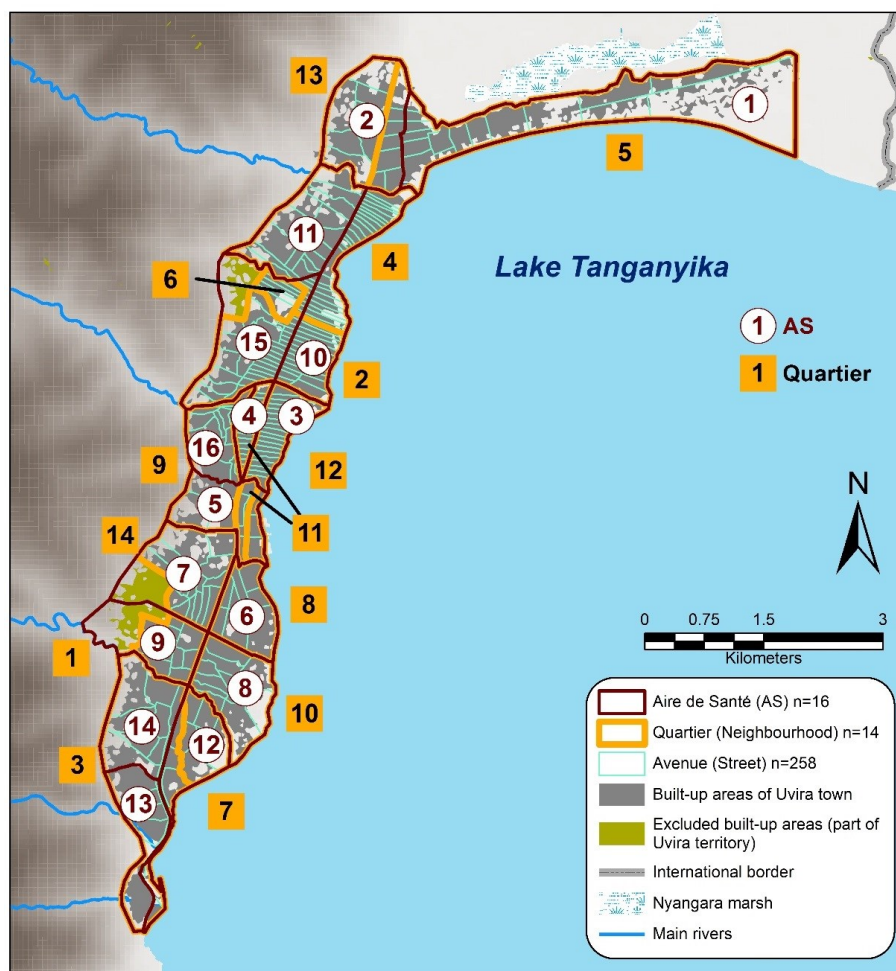 13
2
1
5
11
4
6
Lake Tanganyika
1 AS
15
10
1 Quartier
2
4
3
16
9
12
5
11
14
7
N
6
8
0 0.75 1.5 3
Kilometers
9
1
8
10
14
12
3
13
7
Aire de Santé (AS) n=16
Quartier (Neighbourhood) n=14
Avenue (Street) n=258
Built-up areas of Uvira town
Excluded built-up areas (part of
Uvira territory)
International border
Nyangara marsh
Main rivers